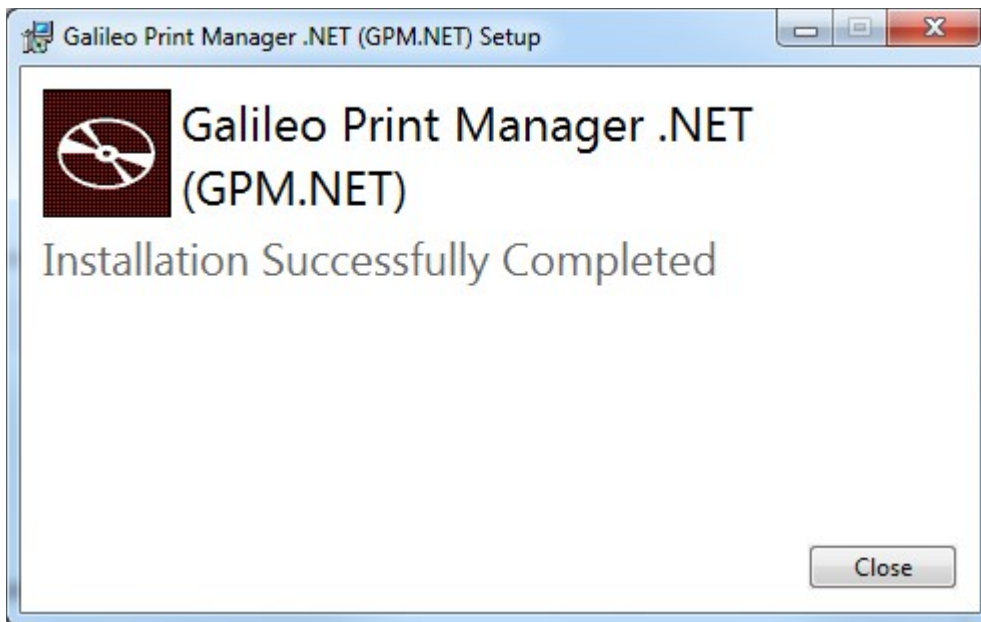 Galileo Print Manager .NET (GPM.NET) Setup
Galileo Print Manager .NET
(GPM.NET)
Installation Successfully Completed
Close